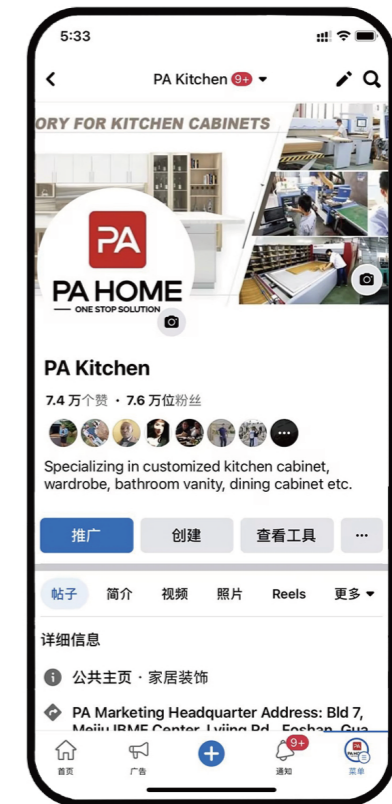 5:33
PA Kitchen 9+
ORY FOR KITCHEN CABINETS
PA
PA HOME
ONE STOP SOLUTION
PA Kitchen
7.4 万个赞 · 7.6 万位粉丝
Specializing in customized kitchen cabinet,
wardrobe, bathroom vanity, dining cabinet etc.
推广 创建 查看工具 ...
帖子 简介 视频 照片 Reels 更多
详细信息
公共主页 · 家居装饰
PA Marketing Headquarter Address: Bld 7,
Meiju IBME Center, Lvjing Rd, Foshan, Gua
9+
首页 广告 通知 菜单